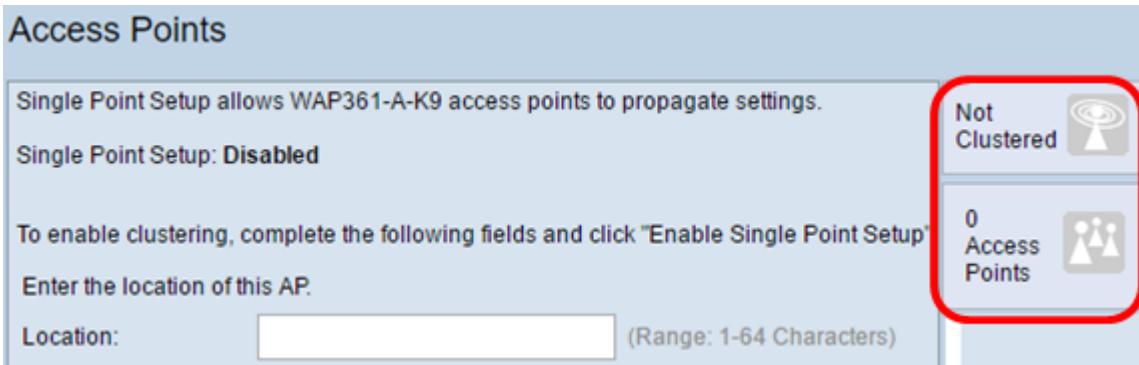 Access Points
Single Point Setup allows WAP361-A-K9 access points to propagate settings.
Single Point Setup: Disabled
To enable clustering, complete the following fields and click "Enable Single Point Setup"
Enter the location of this AP.
Location:
(Range: 1-64 Characters)
Not
Clustered
0
Access
Points